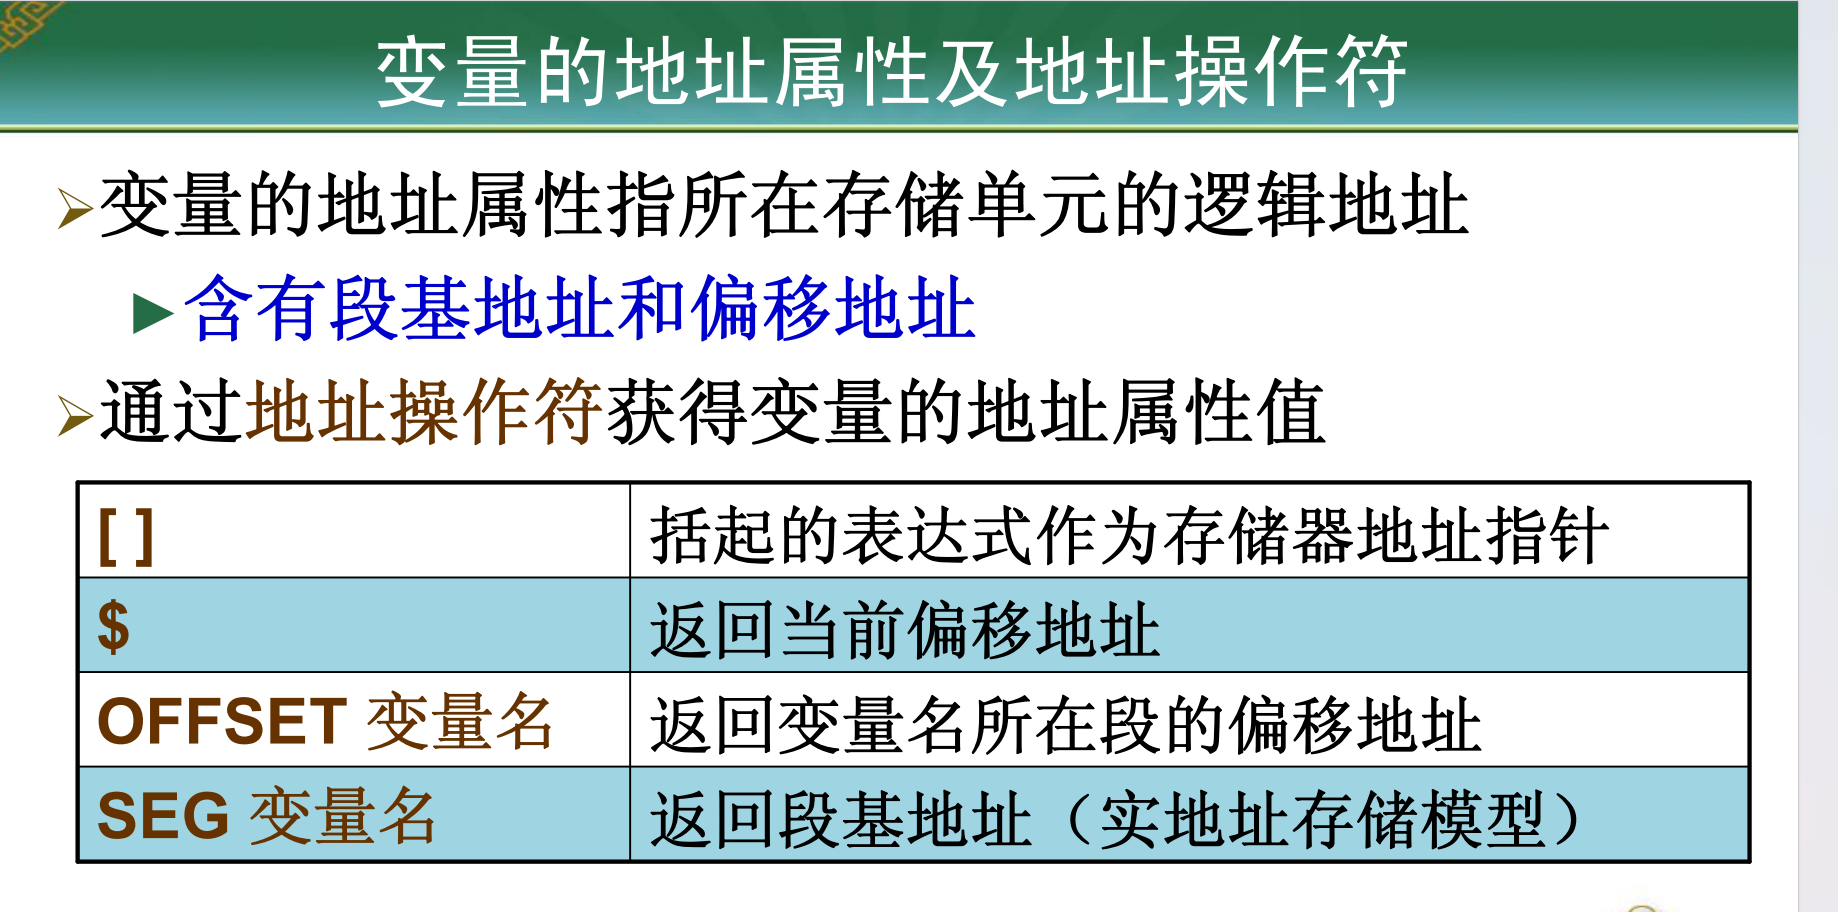 变量的地址属性及地址操作符
变量的地址属性指所在存储单元的逻辑地址
含有段基地址和偏移地址
通过地址操作符获得变量的地址属性值
[ ] 括起的表达式作为存储器地址指针
$ 返回当前偏移地址
OFFSET 变量名 返回变量名所在段的偏移地址
SEG 变量名 返回段基地址（实地址存储模型）